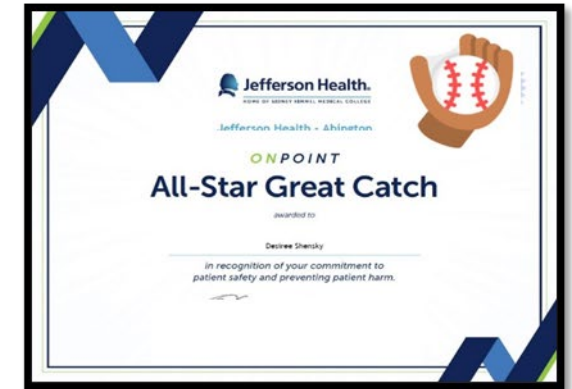 Jefferson Health.
HOME OF SIDNEY KIMMEL MEDICAL COLLEGE
Jefferson Health - Abington
ONPOINT
All-Star Great Catch
awarded to
Desiree Shensky
in recognition of your commitment to
patient safety and preventing patient harm.